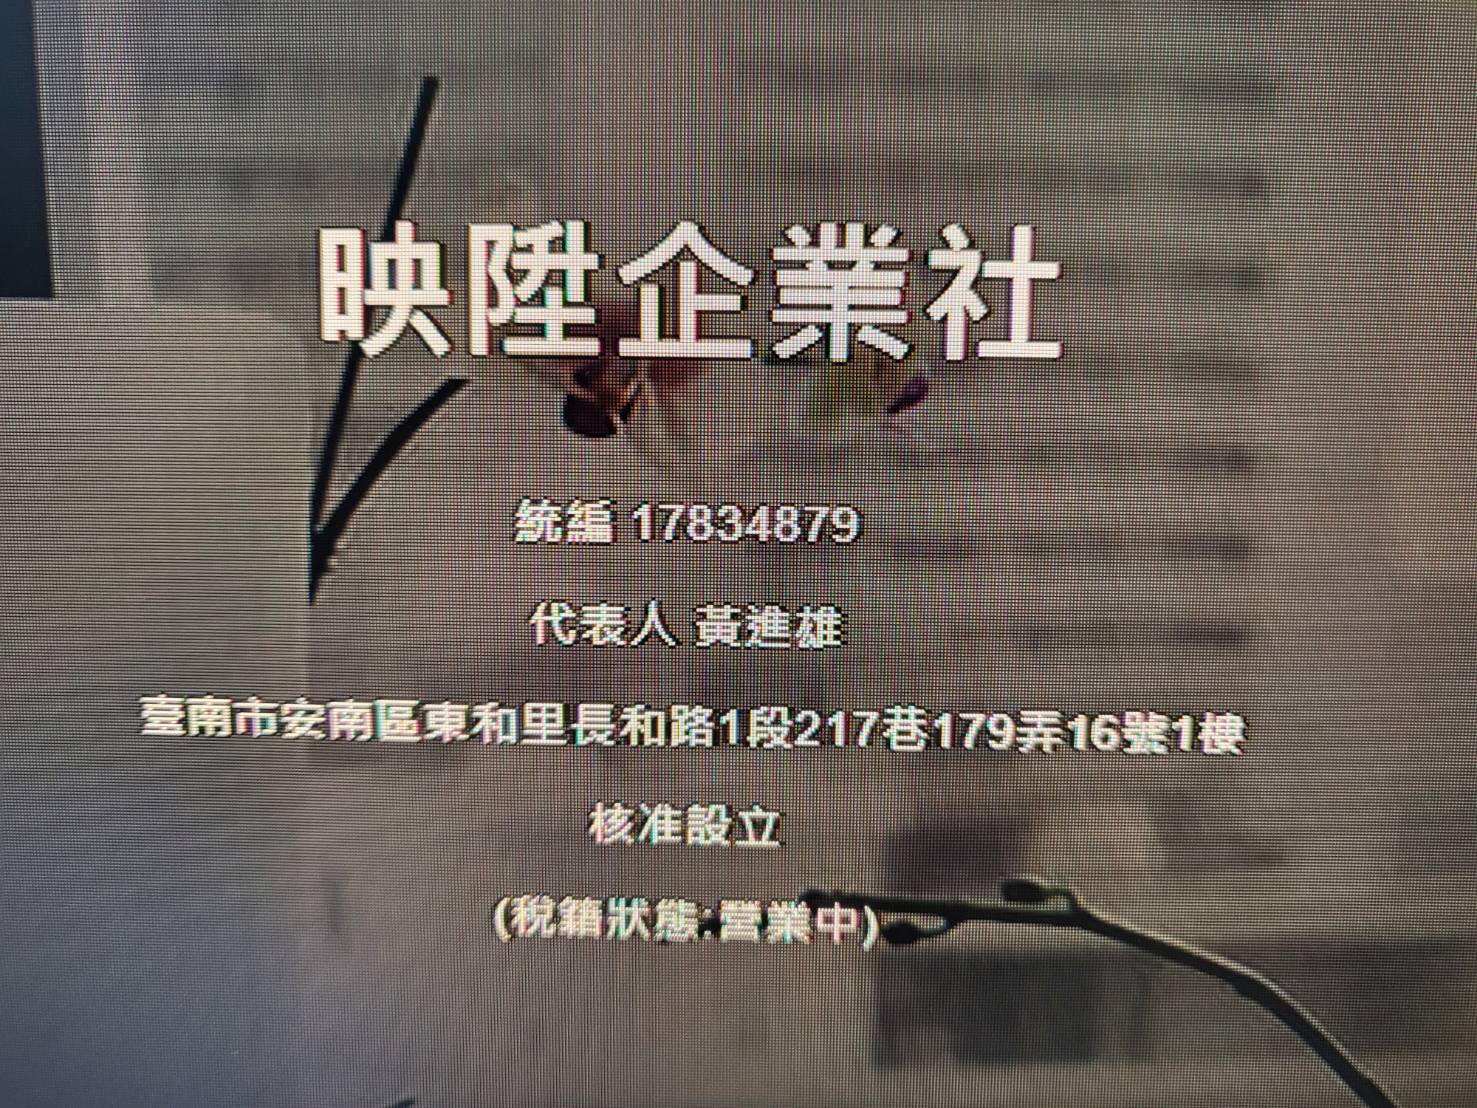 映陞企業社
統編 17834879
代表人 黃進雄
臺南市安南區東和里長和路1段217巷179弄16號1樓
核准設立
(稅籍狀態:營業中)